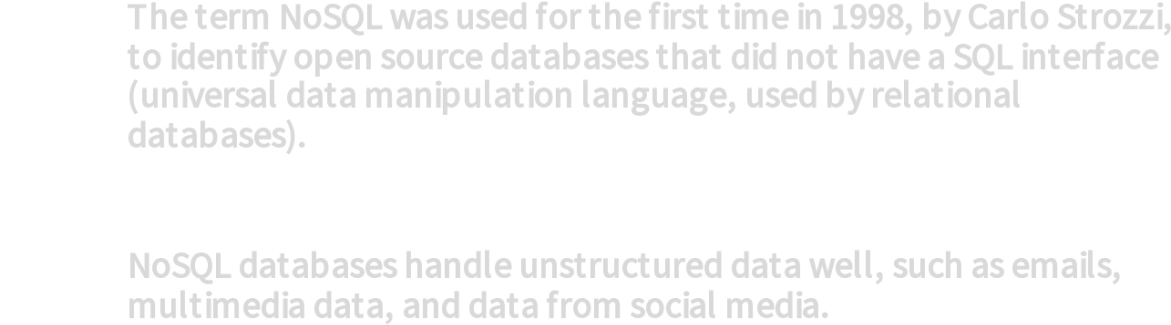 The term NoSQL was used for the first time in 1998, by Carlo Strozzi,
to identify open source databases that did not have a SQL interface
(universal data manipulation language, used by relational
databases).
NoSQL databases handle unstructured data well, such as emails,
multimedia data, and data from social media.